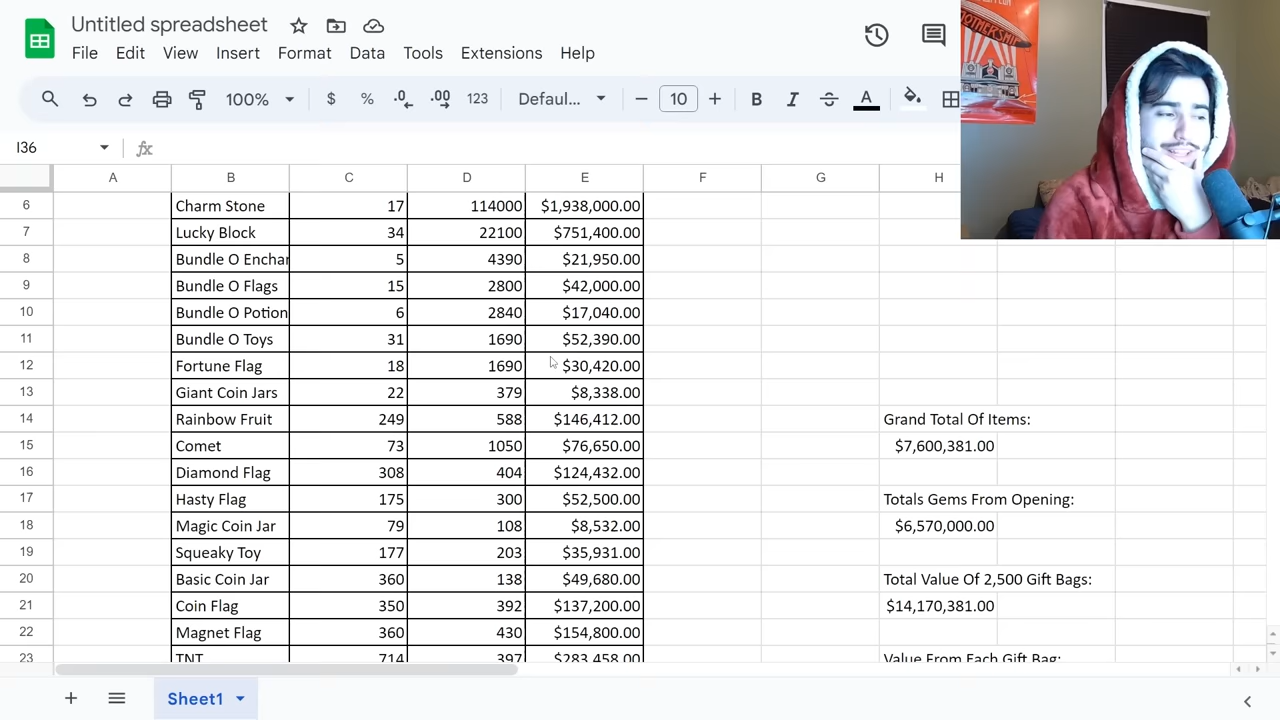 Untitled spreadsheet
File Edit View Insert Format Data Tools Extensions Help
100% $ % .0 .00 123 Defaul... 10 B I A
I36 fx
A B C D E F G H
6 Charm Stone 17 114000 $1,938,000.00
7 Lucky Block 34 22100 $751,400.00
8 Bundle O Enchar 5 4390 $21,950.00
9 Bundle O Flags 15 2800 $42,000.00
10 Bundle O Potion 6 2840 $17,040.00
11 Bundle O Toys 31 1690 $52,390.00
12 Fortune Flag 18 1690 $30,420.00
13 Giant Coin Jars 22 379 $8,338.00
14 Rainbow Fruit 249 588 $146,412.00 Grand Total Of Items:
15 Comet 73 1050 $76,650.00 $7,600,381.00
16 Diamond Flag 308 404 $124,432.00
17 Hasty Flag 175 300 $52,500.00 Totals Gems From Opening:
18 Magic Coin Jar 79 108 $8,532.00 $6,570,000.00
19 Squeaky Toy 177 203 $35,931.00
20 Basic Coin Jar 360 138 $49,680.00 Total Value Of 2,500 Gift Bags:
21 Coin Flag 350 392 $137,200.00 $14,170,381.00
22 Magnet Flag 360 430 $154,800.00
23 TNT 714 397 $283,458.00 Value From Each Gift Bag:
Sheet1